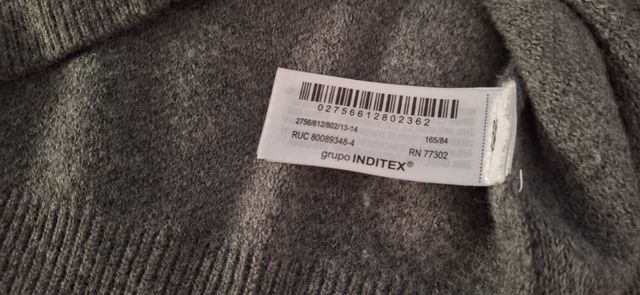 02756612802362
2756/612/802/13-14
165/84
RUC 80089348-4
RN 77302
grupo INDITEX®